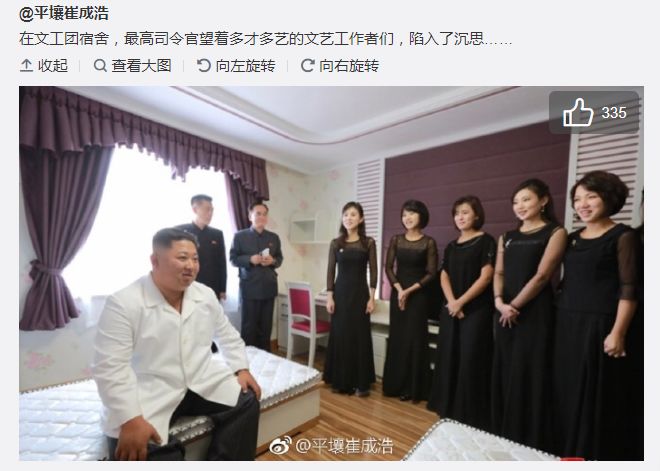 @平壤崔成浩
在文工团宿舍，最高司令官望着多才多艺的文艺工作者们，陷入了沉思……
收起 查看大图 向左旋转 向右旋转
335
@平壤崔成浩